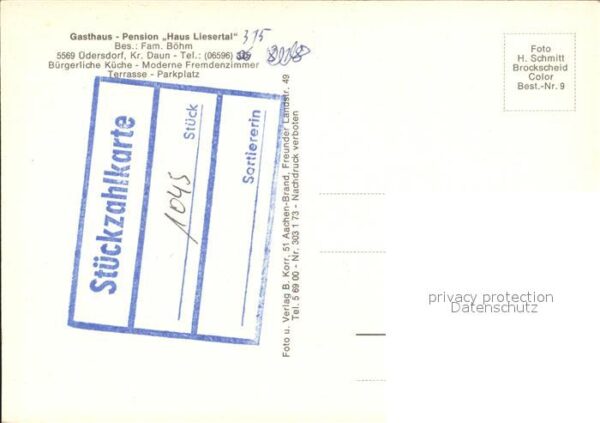 Gasthaus - Pension „Haus Liesertal" 315
Bes.: Fam. Böhm
5569 Üdersdorf, Kr. Daun - Tel.: (06596)
Bürgerliche Küche - Moderne Fremdenzimmer
Terrasse - Parkplatz
Foto
H. Schmitt
Brockscheid
Color
Best.-Nr. 9
Stückzahlkarte
1045 Stück
Sortiererin
Foto u. Verlag B. Korr, 51 Aachen-Brand, Freunder Landstr. 49
Tel. 5 69 00 - Nr. 303 1 73 - Nachdruck verboten
privacy protection
Datenschutz